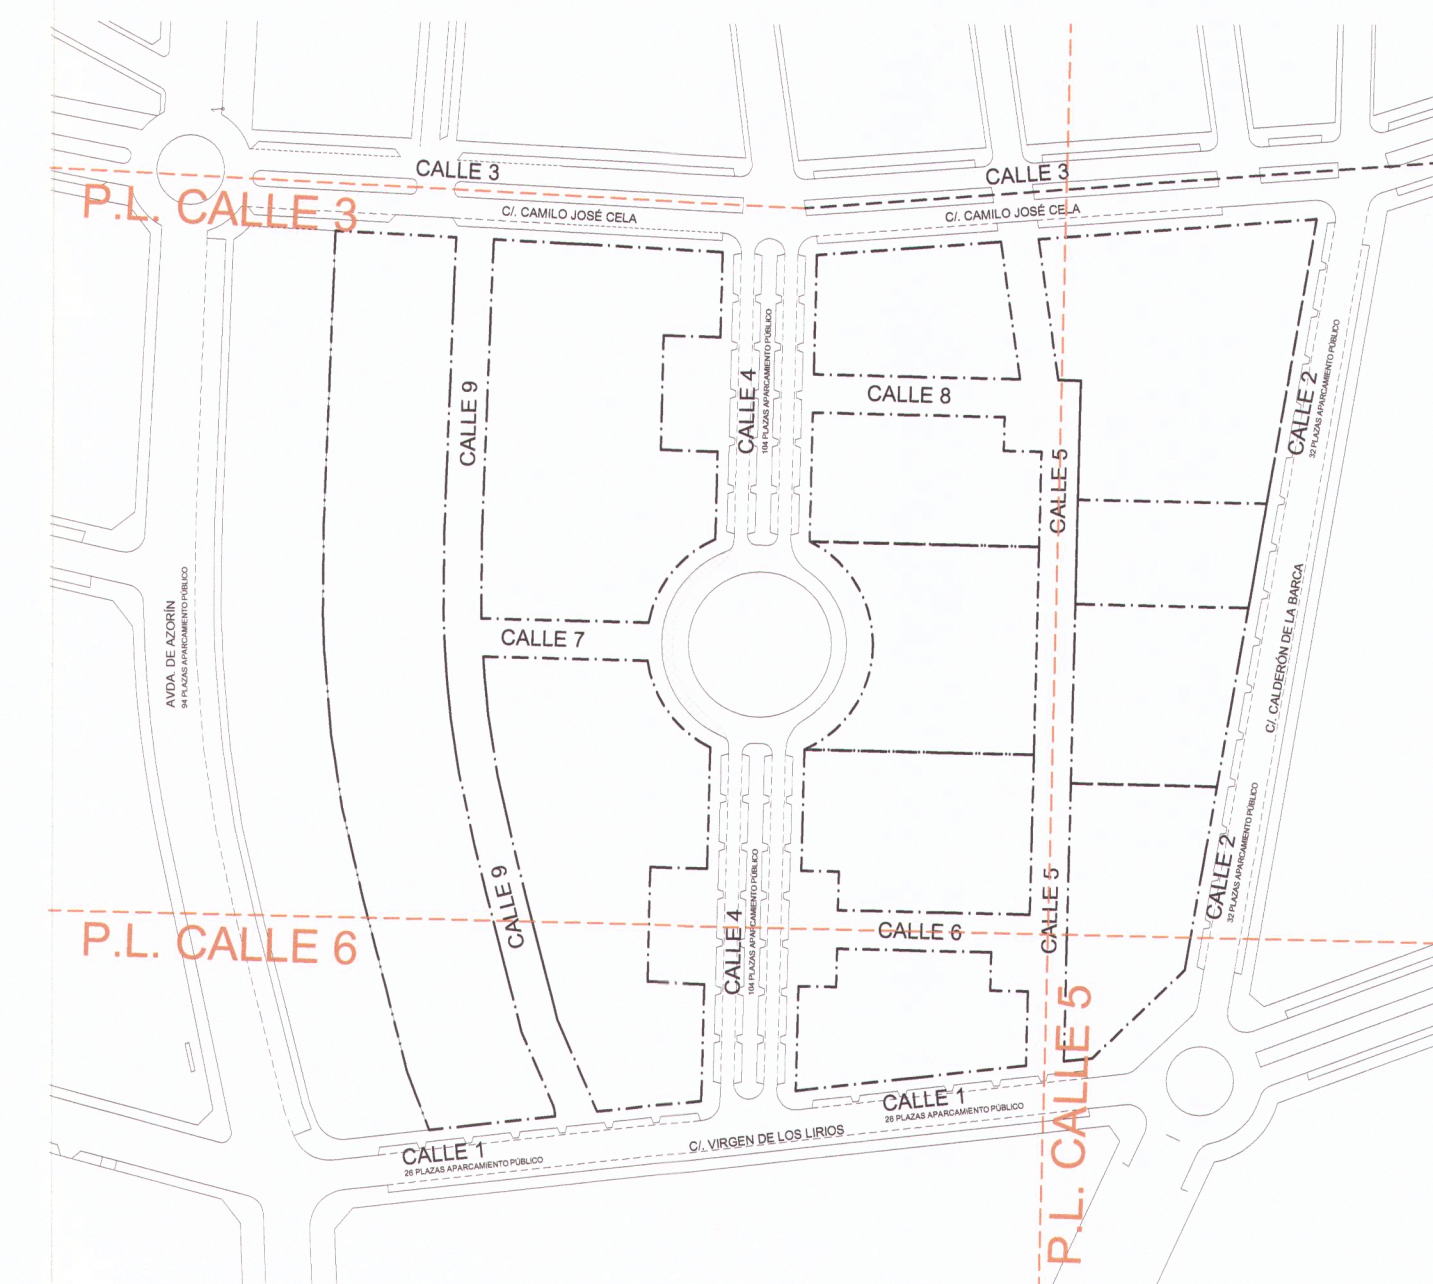 CALLE 3
CALLE 3
P.L. CALLE 3
C/. CAMILO JOSÉ CELA
C/. CAMILO JOSÉ CELA
CALLE 9
CALLE 4
104 PLAZAS APARCAMIENTO PÚBLICO
CALLE 8
CALLE 2
32 PLAZAS APARCAMIENTO PÚBLICO
CALLE 5
AVDA. DE AZORÍN
94 PLAZAS APARCAMIENTO PÚBLICO
CALLE 7
C/. CALDERÓN DE LA BARCA
CALLE 9
CALLE 4
104 PLAZAS APARCAMIENTO PÚBLICO
CALLE 6
CALLE 5
CALLE 2
32 PLAZAS APARCAMIENTO PÚBLICO
P.L. CALLE 6
P.L. CALLE 5
CALLE 1
26 PLAZAS APARCAMIENTO PÚBLICO
C/. VIRGEN DE LOS LIRIOS
CALLE 1
26 PLAZAS APARCAMIENTO PÚBLICO